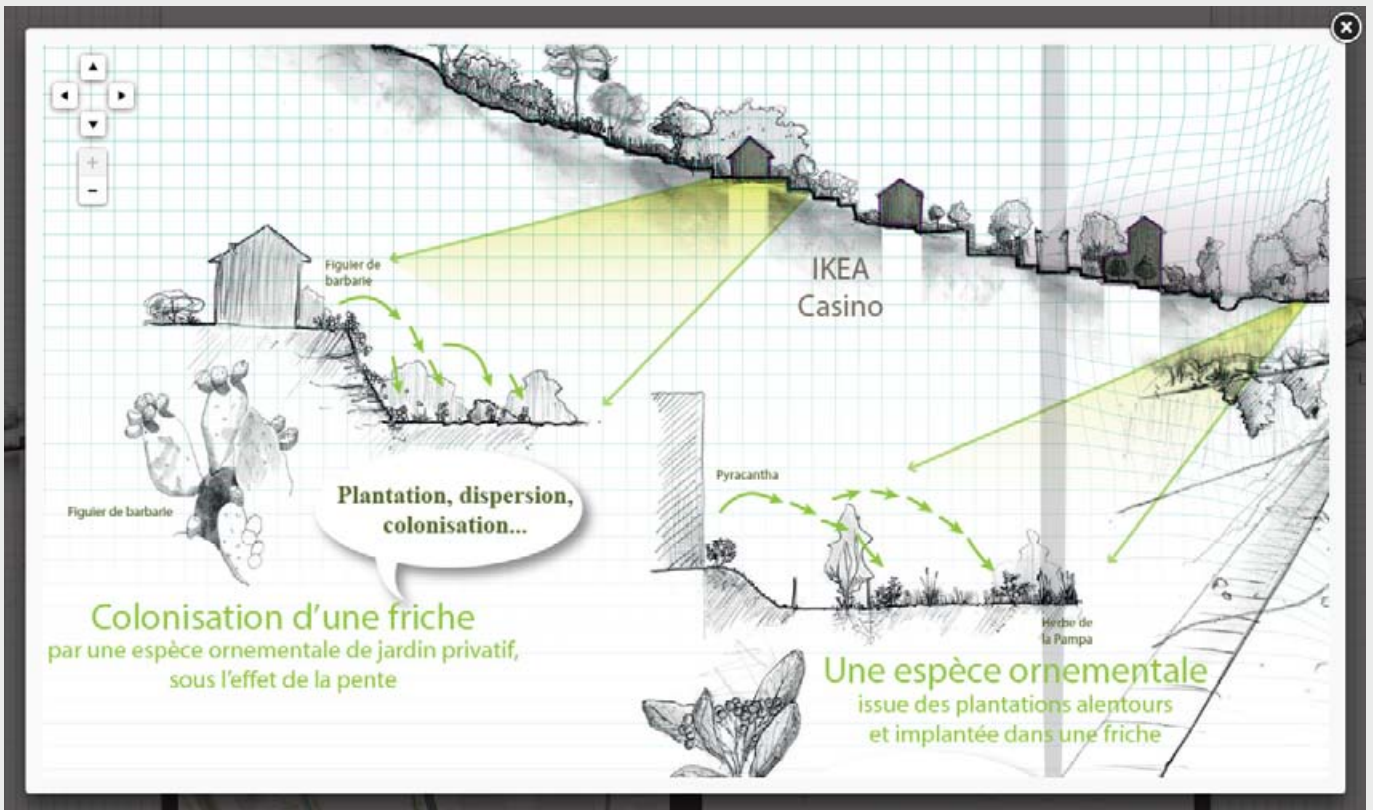 IKEA
Casino
Figuier de
barbarie
Figuier de barbarie
Plantation, dispersion,
colonisation...
Colonisation d'une friche
par une espèce ornementale de jardin privatif,
sous l'effet de la pente
Pyracantha
Herbe de
la Pampa
Une espèce ornementale
issue des plantations alentours
et implantée dans une friche